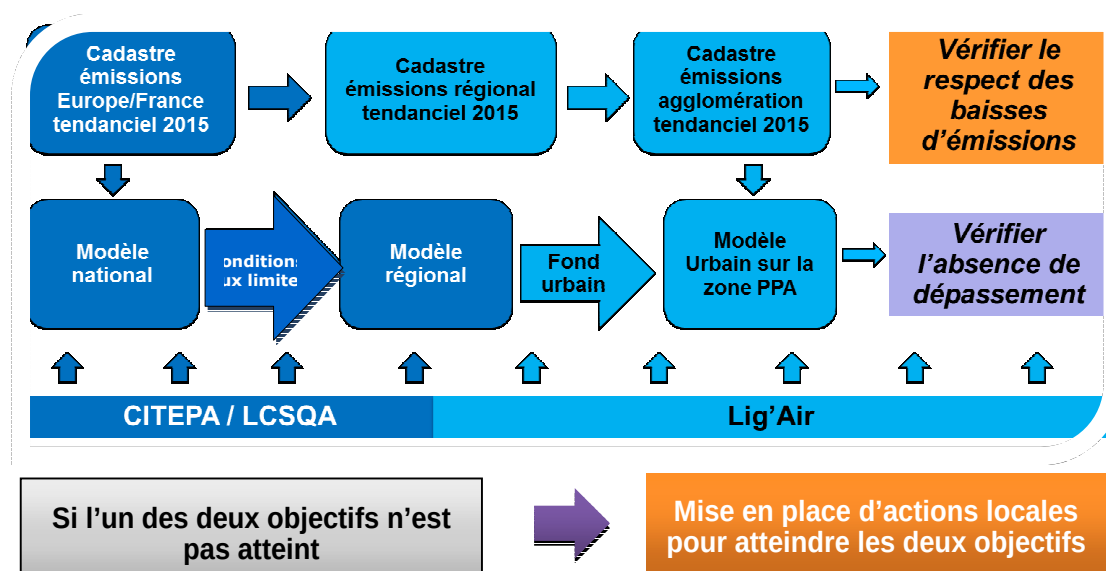 Cadastre
émissions
Europe/France
tendanciel 2015
Cadastre
émissions régional
tendanciel 2015
Cadastre
émissions
agglomération
tendanciel 2015
Vérifier le
respect des
baisses
d’émissions
Modèle
national
onditions
ux limite
Modèle
régional
Fond
urbain
Modèle
Urbain sur la
zone PPA
Vérifier
l’absence de
dépassement
CITEPA / LCSQA
Lig’Air
Si l’un des deux objectifs n’est
pas atteint
Mise en place d’actions locales
pour atteindre les deux objectifs